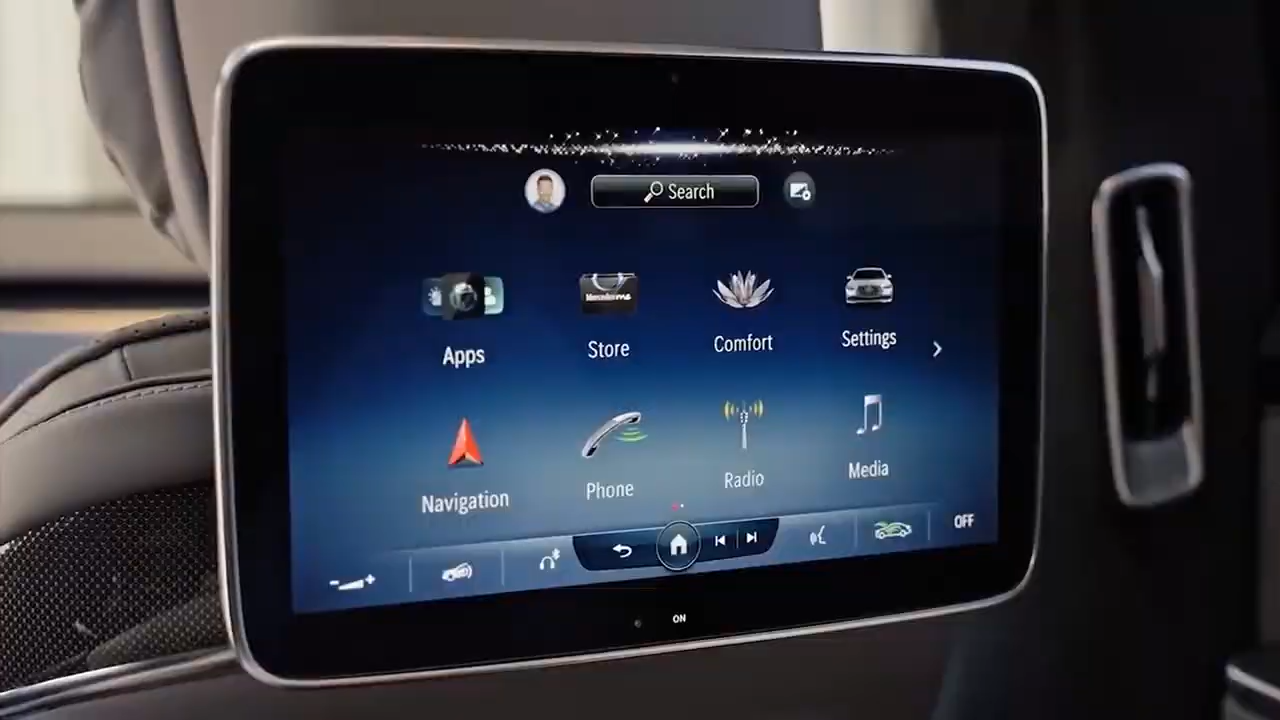 Search
Apps
Store
Comfort
Settings
Navigation
Phone
Radio
Media
OFF
ON